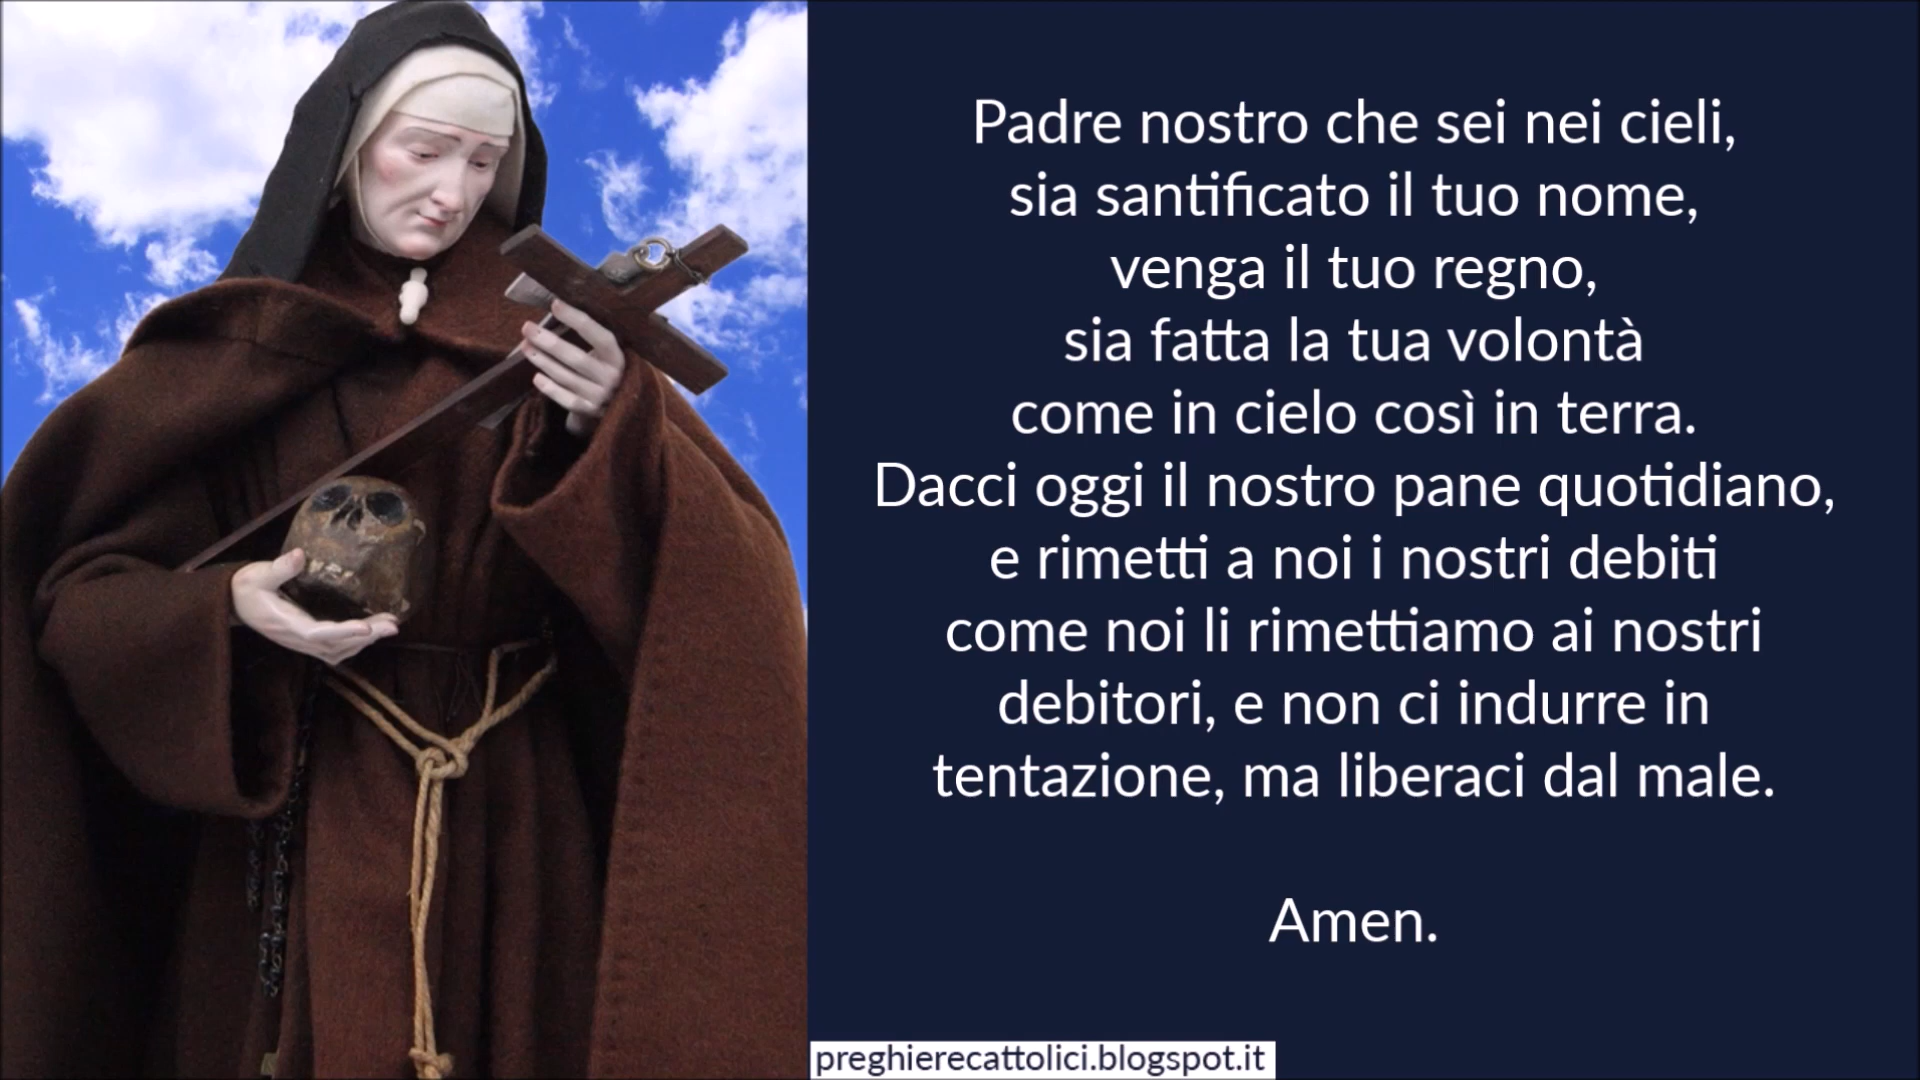 Padre nostro che sei nei cieli,
sia santificato il tuo nome,
venga il tuo regno,
sia fatta la tua volontà
come in cielo così in terra.
Dacci oggi il nostro pane quotidiano,
e rimetti a noi i nostri debiti
come noi li rimettiamo ai nostri
debitori, e non ci indurre in
tentazione, ma liberaci dal male.
Amen.
preghierecattolici.blogspot.it